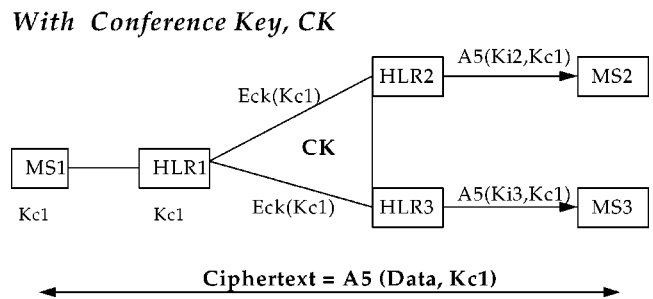 With Conference Key, CK
A5(Ki2,Kc1)
HLR2
MS2
Eck(Kc1)
CK
MS1
HLR1
Kc1
Kc1
Eck(Kc1)
A5(Ki3,Kc1)
HLR3
MS3
Ciphertext = A5 (Data, Kc1)